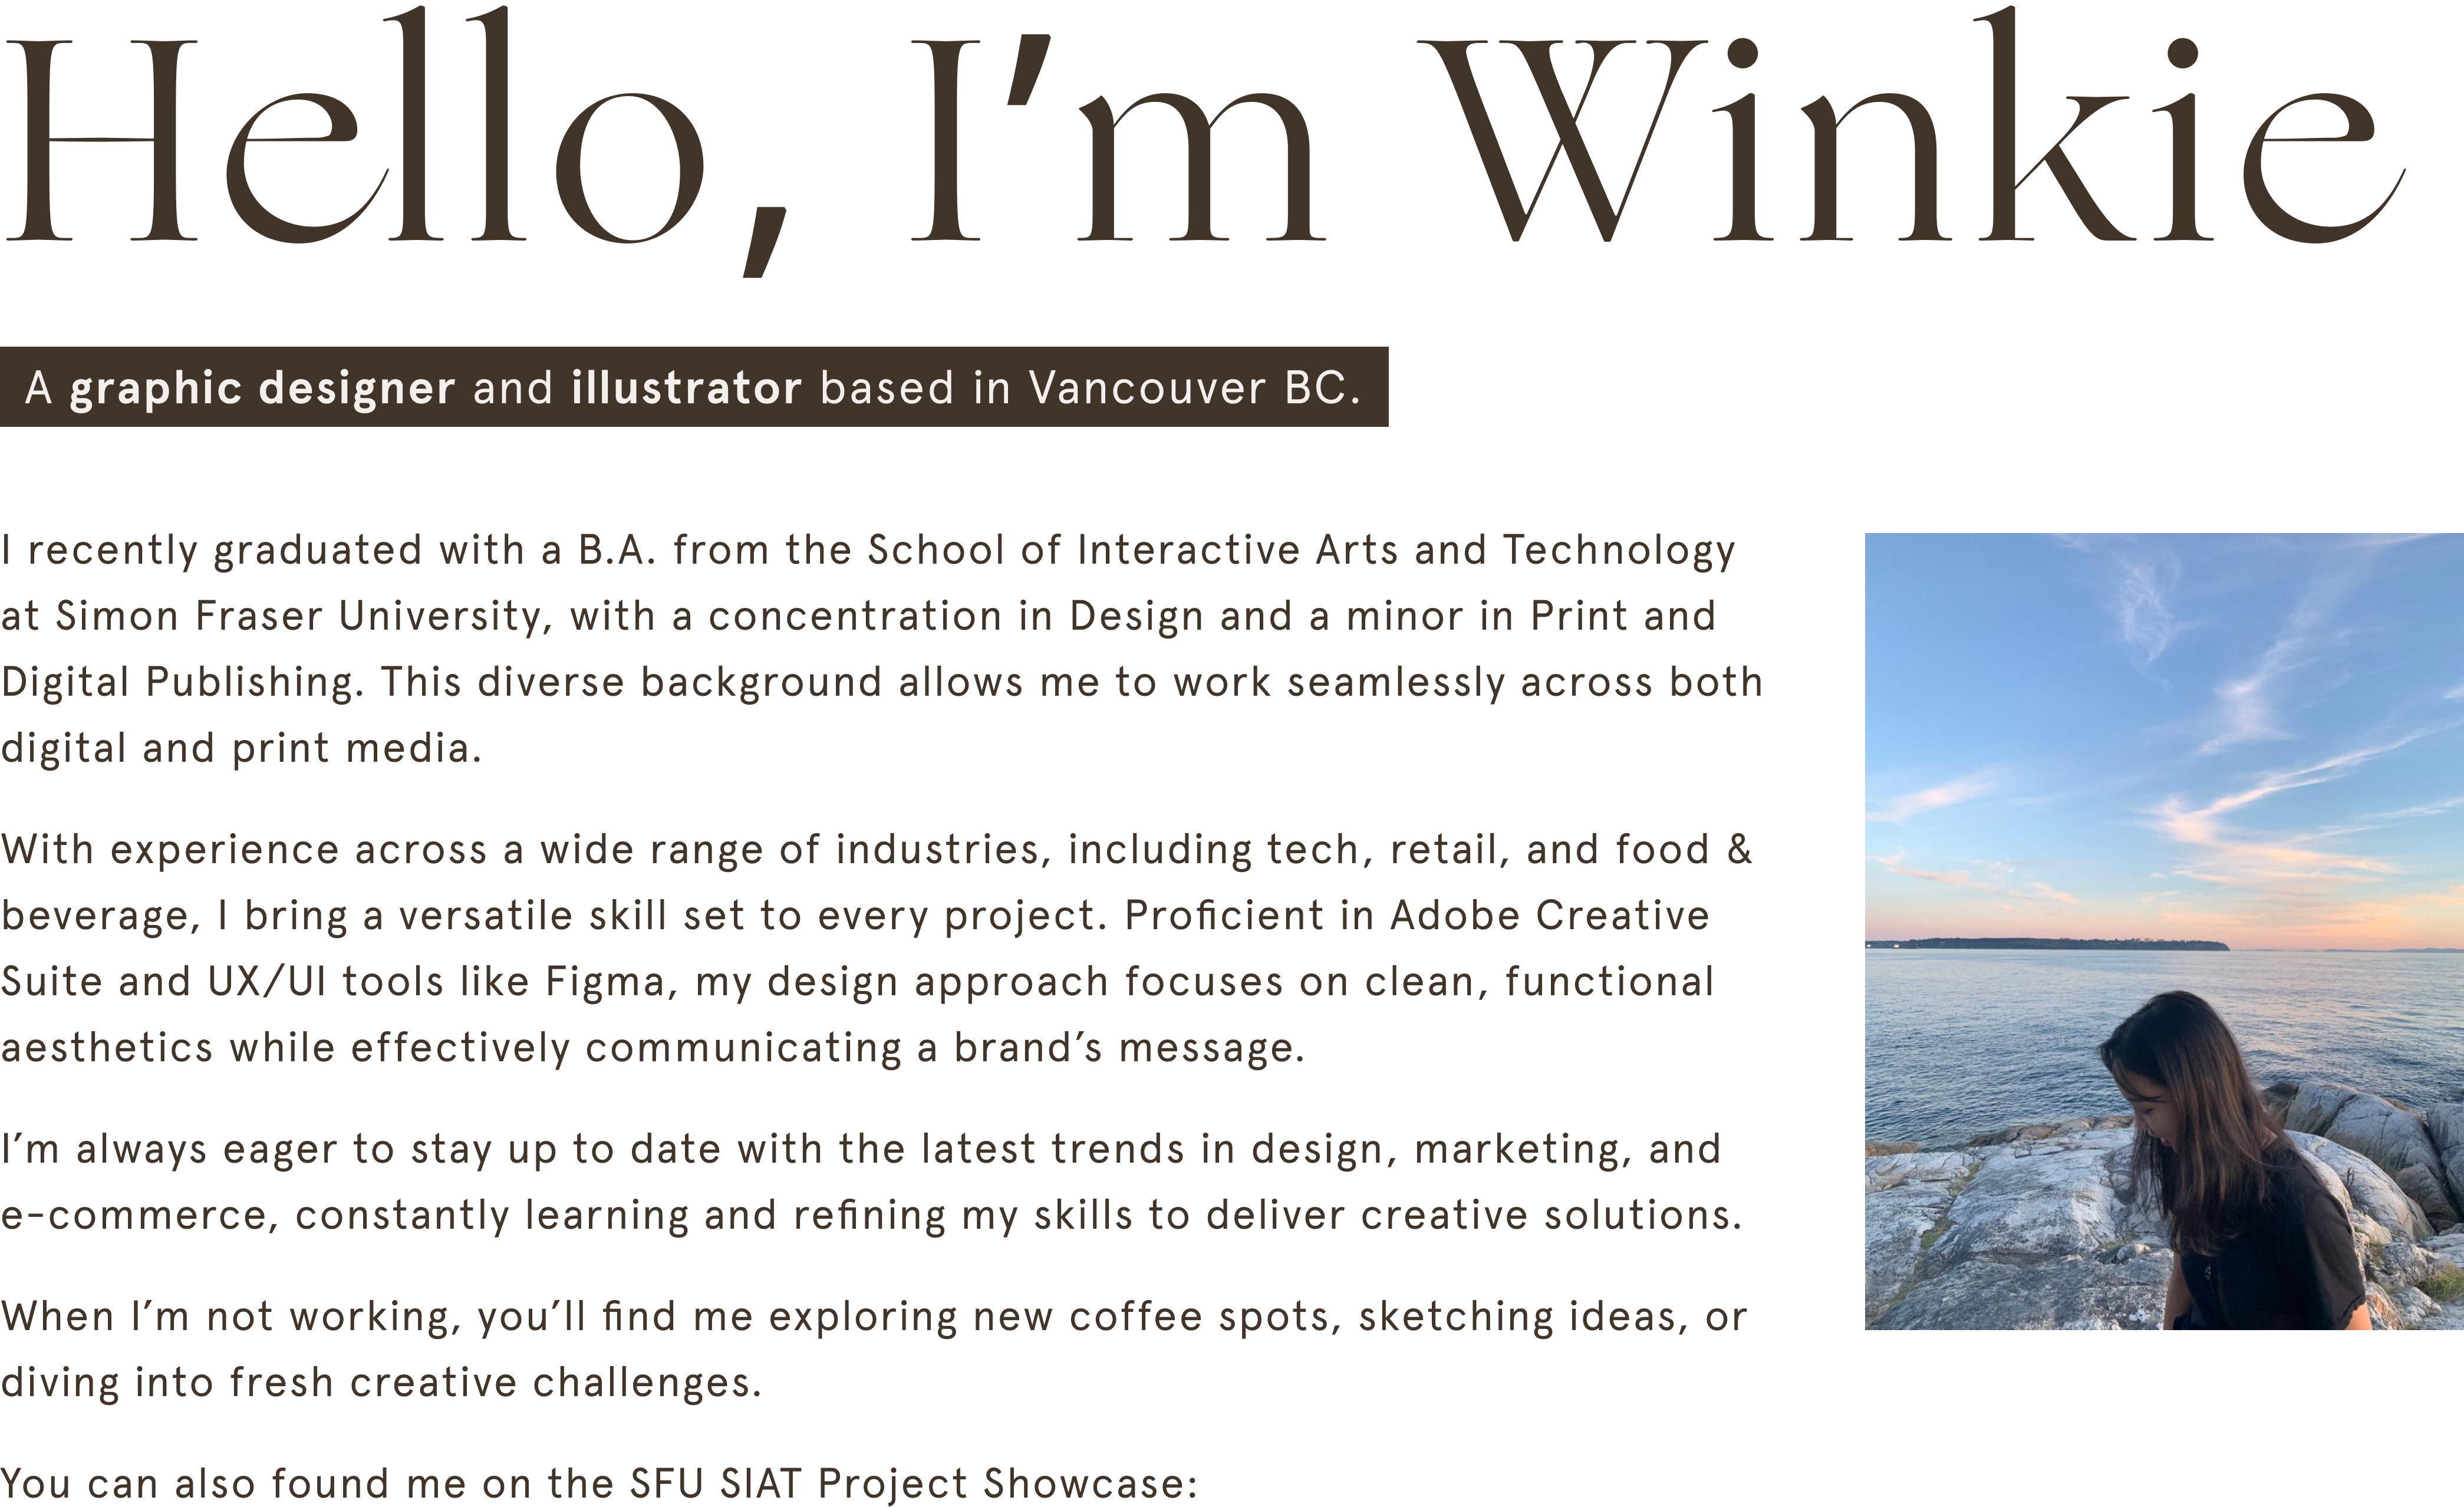 Hello, I’m Winkie
A graphic designer and illustrator based in Vancouver BC.
I recently graduated with a B.A. from the School of Interactive Arts and Technology
at Simon Fraser University, with a concentration in Design and a minor in Print and
Digital Publishing. This diverse background allows me to work seamlessly across both
digital and print media.
With experience across a wide range of industries, including tech, retail, and food &
beverage, I bring a versatile skill set to every project. Proficient in Adobe Creative
Suite and UX/UI tools like Figma, my design approach focuses on clean, functional
aesthetics while effectively communicating a brand’s message.
I’m always eager to stay up to date with the latest trends in design, marketing, and
e-commerce, constantly learning and refining my skills to deliver creative solutions.
When I’m not working, you’ll find me exploring new coffee spots, sketching ideas, or
diving into fresh creative challenges.
You can also found me on the SFU SIAT Project Showcase: